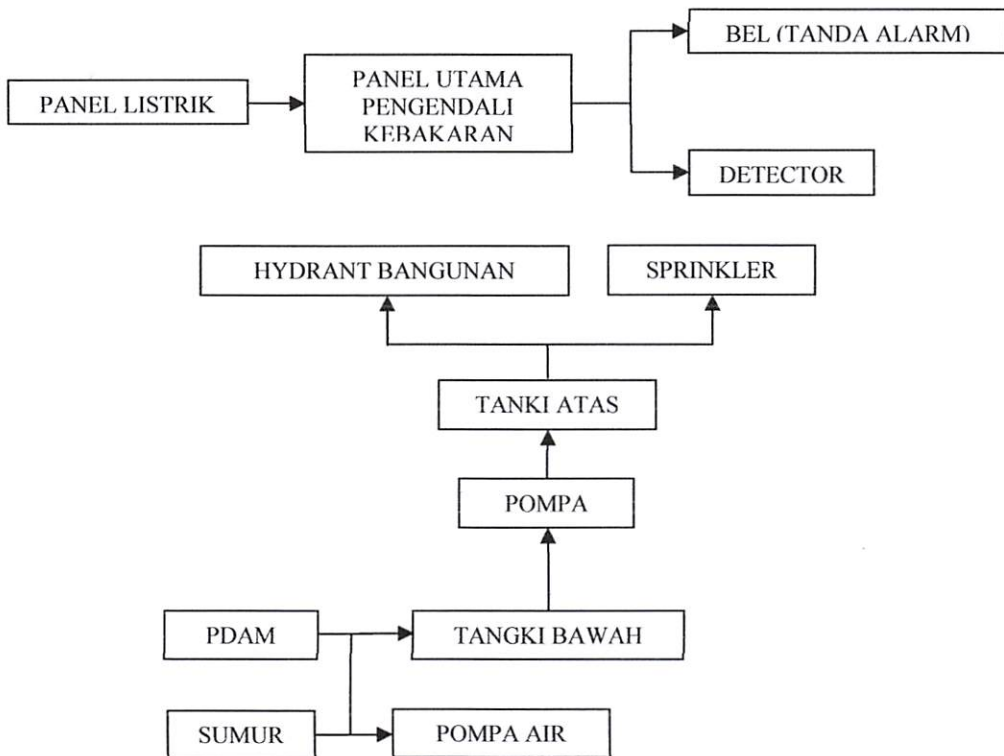 BEL (TANDA ALARM)
PANEL LISTRIK
PANEL UTAMA
PENGENDALI
KEBAKARAN
DETECTOR
HYDRANT BANGUNAN
SPRINKLER
TANKI ATAS
POMPA
PDAM
TANGKI BAWAH
SUMUR
POMPA AIR